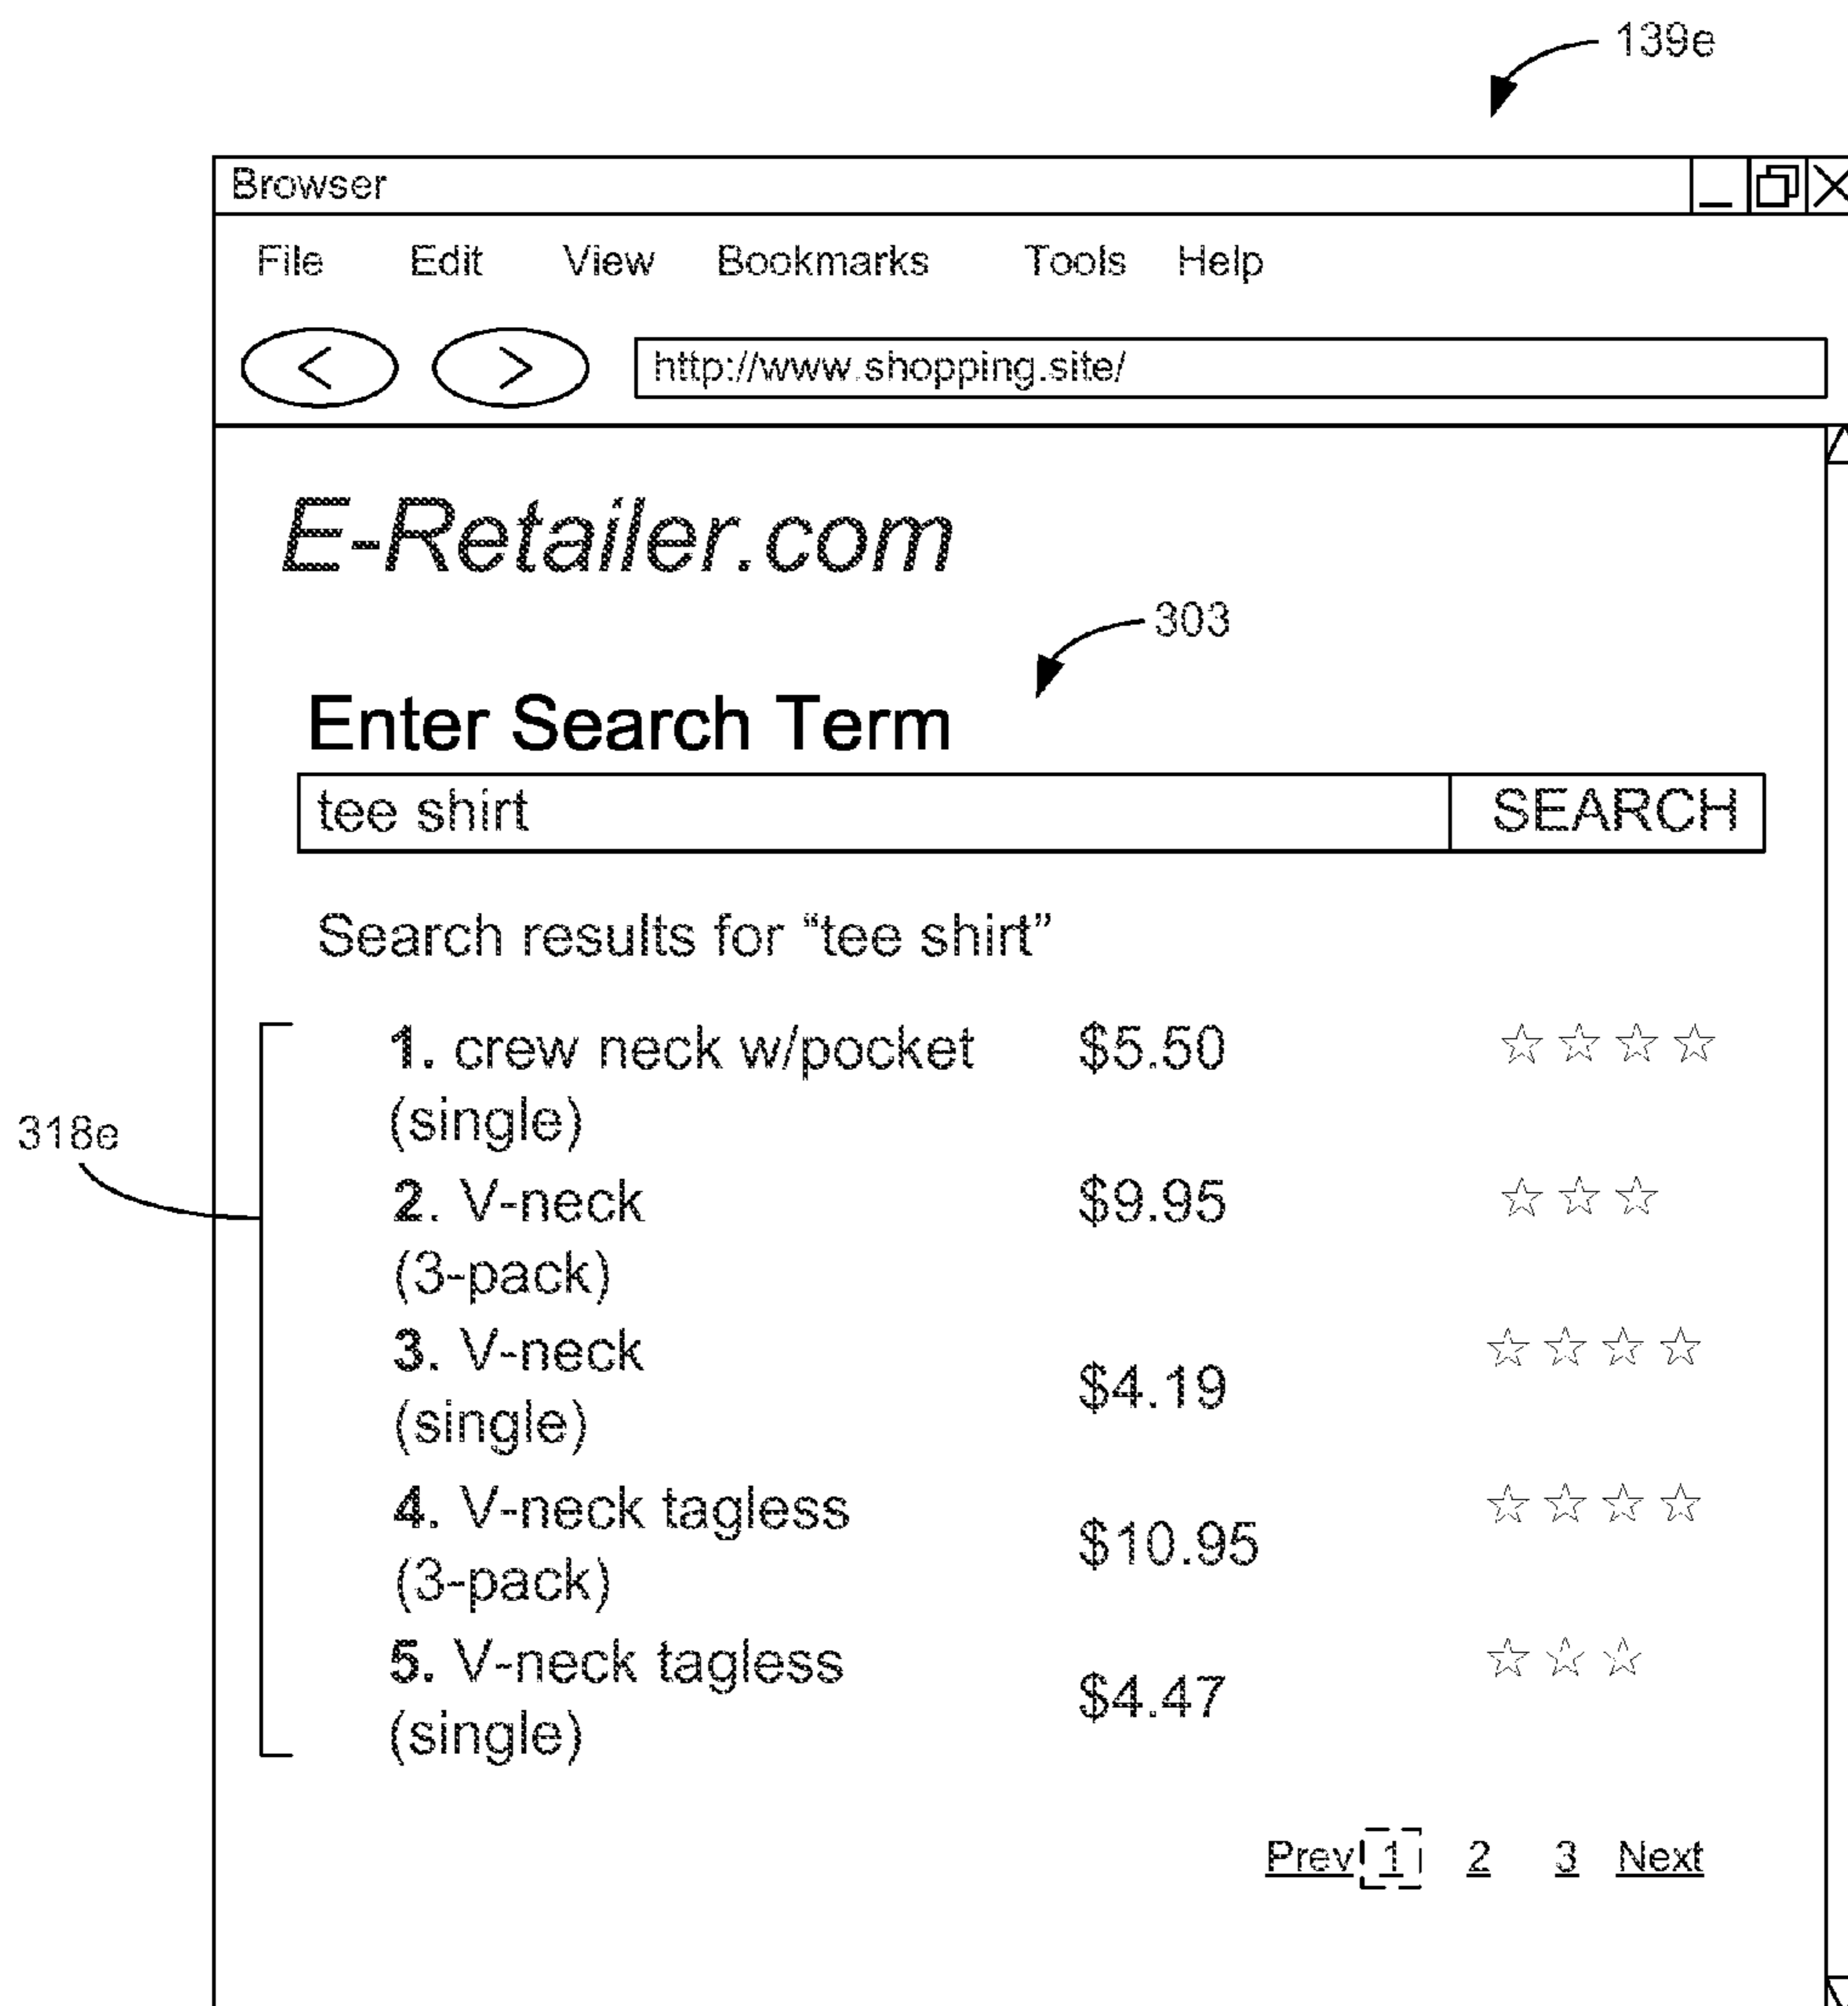 139e
Browser
File Edit View Bookmarks Tools Help
< > http://www.shopping.site/
E-Retailer.com
303
Enter Search Term
tee shirt SEARCH
Search results for “tee shirt”
1. crew neck w/pocket $5.50 ☆☆☆☆
(single)
318e
2. V-neck $9.95 ☆☆☆
(3-pack)
3. V-neck ☆☆☆☆
$4.19
(single)
4. V-neck tagless ☆☆☆☆
$10.95
(3-pack)
5. V-neck tagless ☆☆☆
$4.47
(single)
Prev 1 2 3 Next